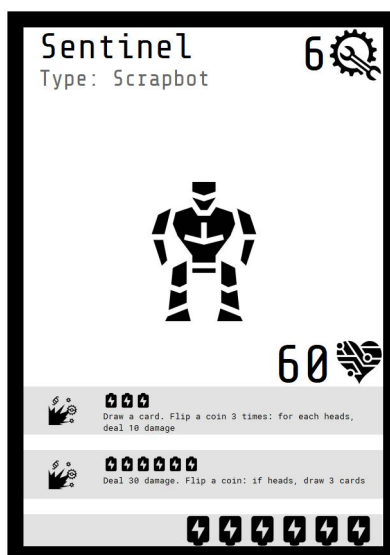 Sentinel
6
Type: Scrapbot
60
Draw a card. Flip a coin 3 times: for each heads,
deal 10 damage
Deal 30 damage. Flip a coin: if heads, draw 3 cards